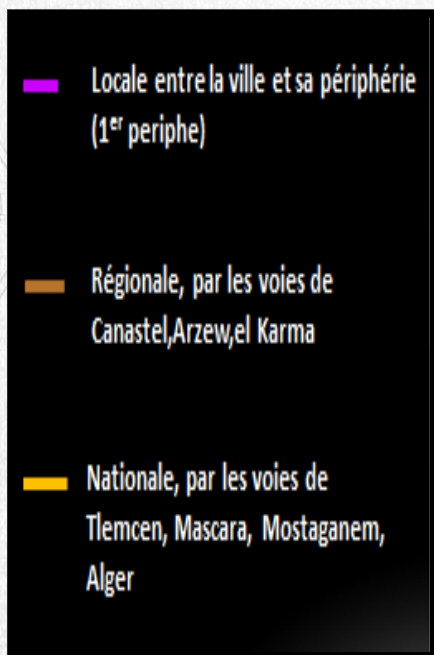 Locale entre la ville et sa périphérie
(1er periphe)
Régionale, par les voies de
Canastel,Arzew,el Karma
Nationale, par les voies de
Tlemcen, Mascara, Mostaganem,
Alger